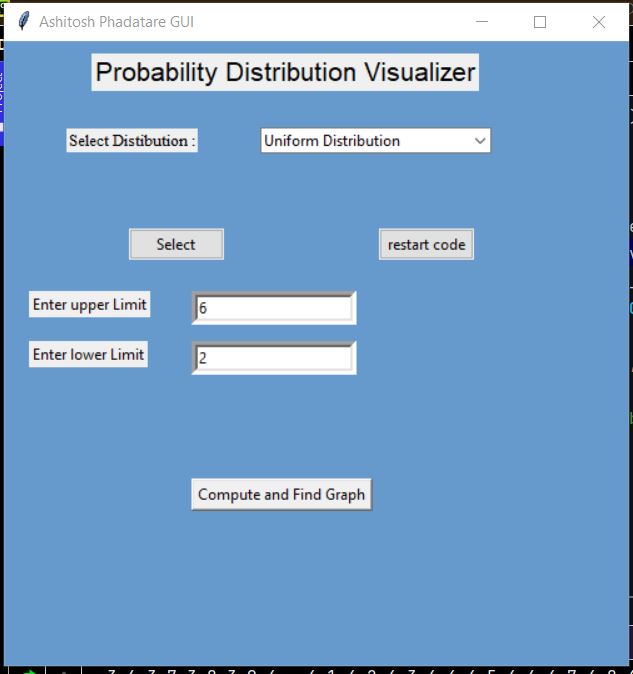 Ashitosh Phadatare GUI
Probability Distribution Visualizer
Select Distibution :
Uniform Distribution
Select
restart code
Enter upper Limit
6
Enter lower Limit
2
Compute and Find Graph